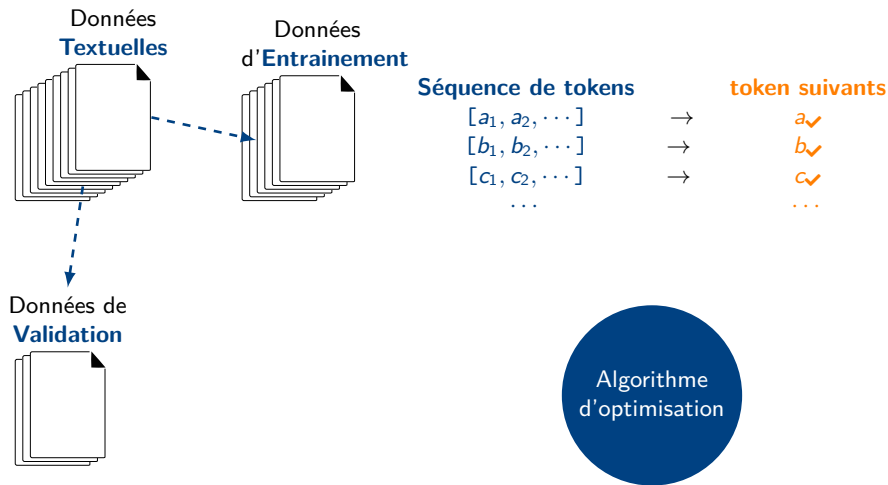 Données
Textuelles
Données
d'Entrainement
Séquence de tokens token suivants
[a₁, a₂, ⋯] → a✓
[b₁, b₂, ⋯] → b✓
[c₁, c₂, ⋯] → c✓
⋯ ⋯
Données de
Validation
Algorithme
d'optimisation